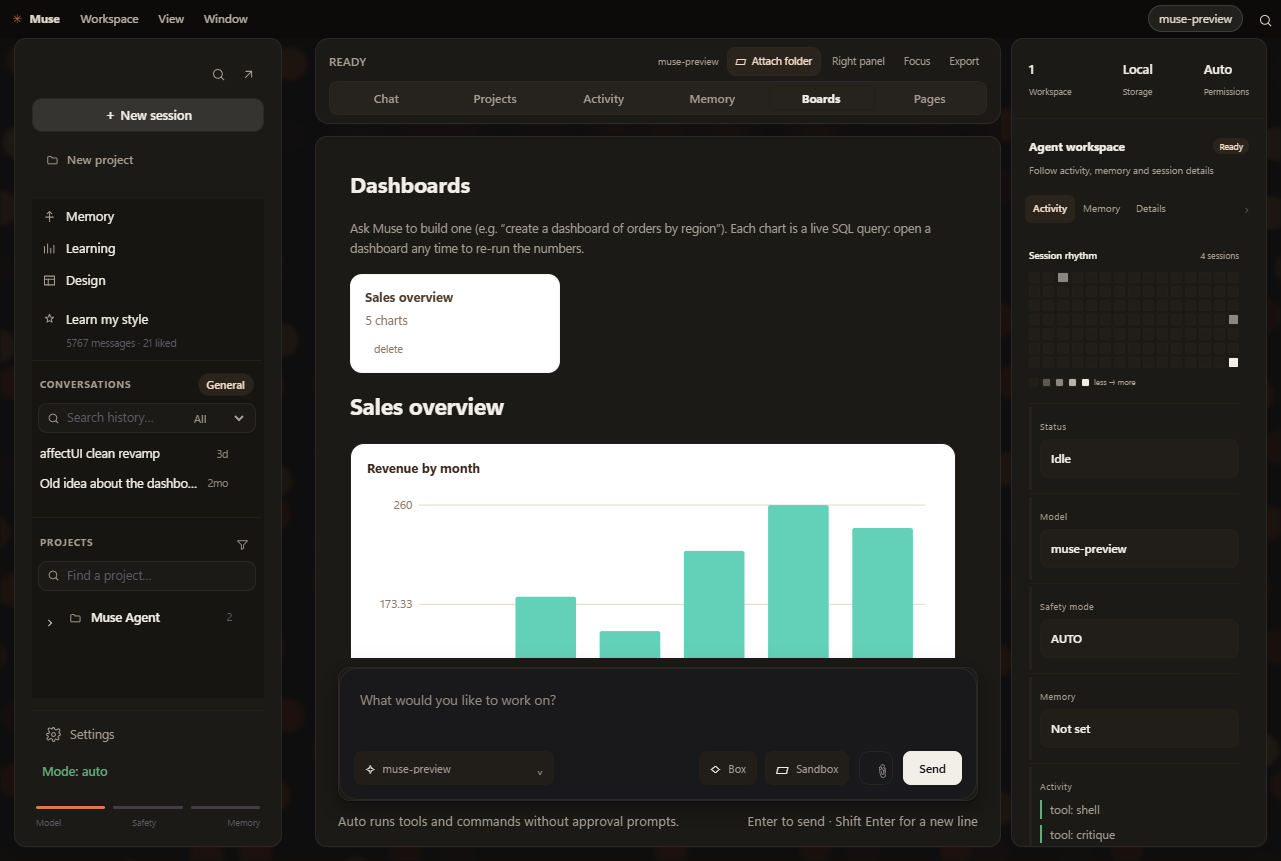 Muse Workspace View Window muse-preview
+ New session
New project
Memory
Learning
Design
Learn my style
5767 messages · 21 liked
CONVERSATIONS General
Search history... All
affectUI clean revamp 3d
Old idea about the dashbo... 2mo
PROJECTS
Find a project...
Muse Agent 2
Settings
Mode: auto
Model Safety Memory
READY muse-preview Attach folder Right panel Focus Export
Chat Projects Activity Memory Boards Pages
Dashboards
Ask Muse to build one (e.g. "create a dashboard of orders by region"). Each chart is a live SQL query: open a
dashboard any time to re-run the numbers.
Sales overview
5 charts
delete
Sales overview
Revenue by month
260
173.33
What would you like to work on?
muse-preview Box Sandbox Send
Auto runs tools and commands without approval prompts. Enter to send · Shift Enter for a new line
1 Local Auto
Workspace Storage Permissions
Agent workspace Ready
Follow activity, memory and session details
Activity Memory Details
Session rhythm 4 sessions
less → more
Status
Idle
Model
muse-preview
Safety mode
AUTO
Memory
Not set
Activity
tool: shell
tool: critique